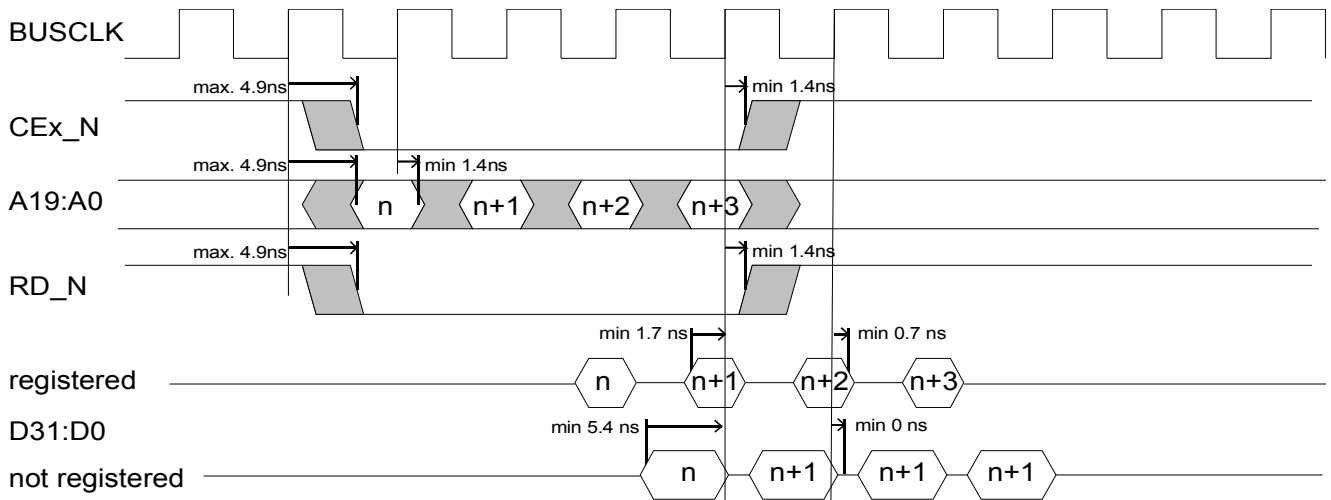 BUSCLK
max. 4.9ns
min 1.4ns
CEx_N
max. 4.9ns
min 1.4ns
A19:A0
n
n+1
n+2
n+3
max. 4.9ns
min 1.4ns
RD_N
min 1.7 ns
min 0.7 ns
registered
n
n+1
n+2
n+3
D31:D0
min 5.4 ns
min 0 ns
not registered
n
n+1
n+1
n+1